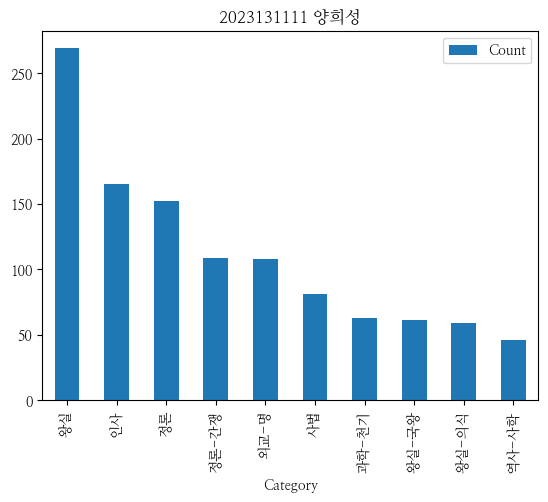 2023131111 양희성
Count
250
200
150
100
50
0
왕실
인사
정론
정론-간쟁
외교-명
사법
과학-천기
왕실-국왕
왕실-의식
역사-사학
Category